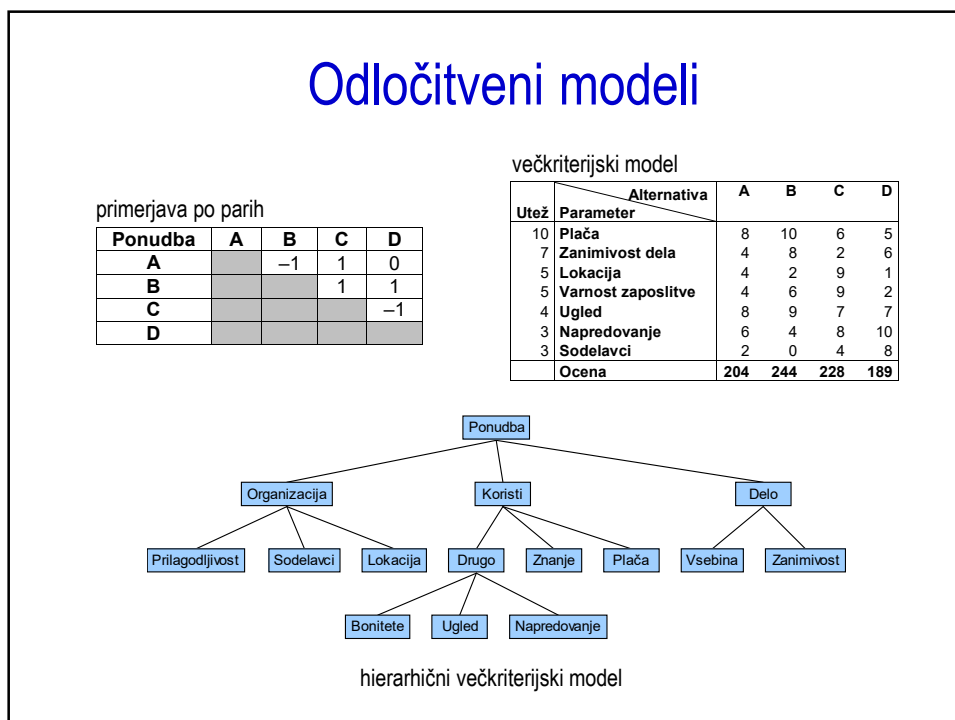 Odločitveni modeli
primerjava po parih
Ponudba A B C D
A –1 1 0
B 1 1
C –1
D
večkriterijski model
Alternativa A B C D
Utež Parameter
10 Plača 8 10 6 5
7 Zanimivost dela 4 8 2 6
5 Lokacija 4 2 9 1
5 Varnost zaposlitve 4 6 9 2
4 Ugled 8 9 7 7
3 Napredovanje 6 4 8 10
3 Sodelavci 2 0 4 8
Ocena 204 244 228 189
Ponudba
Organizacija Koristi Delo
Prilagodljivost Sodelavci Lokacija Drugo Znanje Plača Vsebina Zanimivost
Bonitete Ugled Napredovanje
hierarhični večkriterijski model